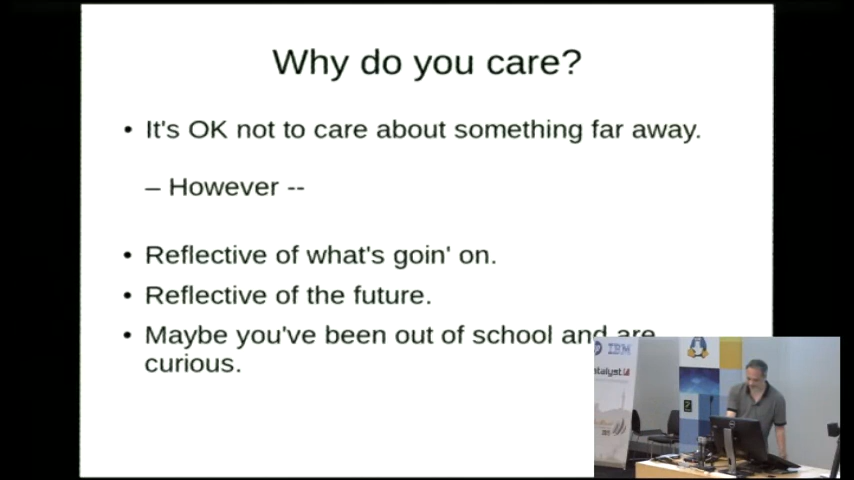 Why do you care?
• It's OK not to care about something far away.
– However --
• Reflective of what's goin' on.
• Reflective of the future.
• Maybe you've been out of school and are
curious.
IBM
catalyst